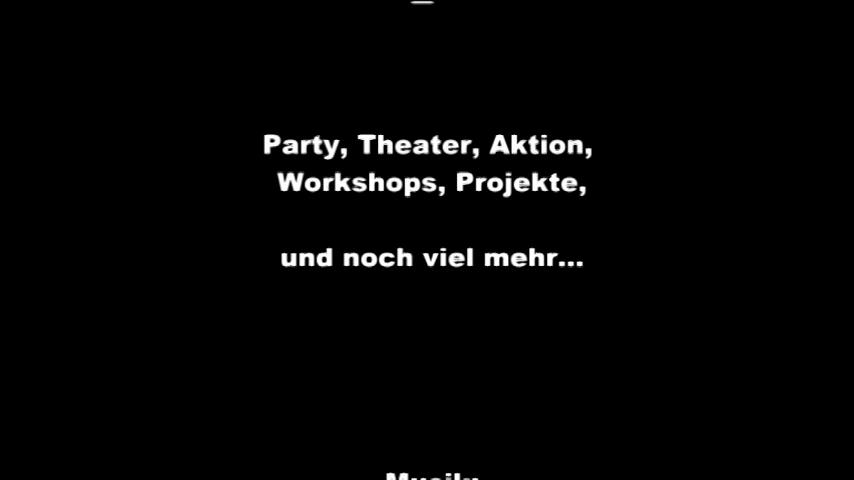 Party, Theater, Aktion,
Workshops, Projekte,
und noch viel mehr...